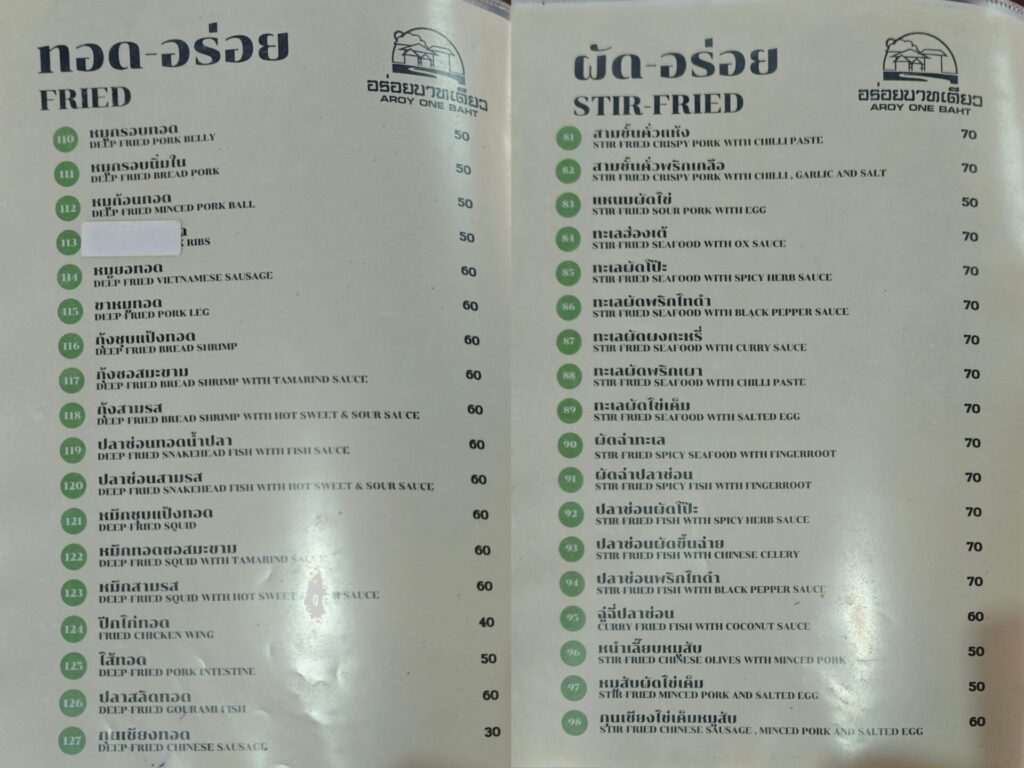 ทอด-อร่อย
FRIED
อร่อยบาทเดียว
AROY ONE BAHT
110 หมูกรอบทอด 50
DEEP-FRIED PORK BELLY
111 หมูกรอบนิ่มใน 50
DEEP-FRIED BREAD PORK
112 หมูก้อนทอด 50
DEEP-FRIED MINCED PORK BALL
113 50
RIBS
114 หมูยอทอด 60
DEEP-FRIED VIETNAMESE SAUSAGE
115 ขาหมูทอด 60
DEEP-FRIED PORK LEG
116 กุ้งชุบแป้งทอด 60
DEEP-FRIED BREAD SHRIMP
117 กุ้งซอสมะขาม 60
DEEP-FRIED BREAD SHRIMP WITH TAMARIND SAUCE
118 กุ้งสามรส 60
DEEP-FRIED BREAD SHRIMP WITH HOT SWEET & SOUR SAUCE
119 ปลาช่อนทอดน้ำปลา 60
DEEP-FRIED SNAKEHEAD FISH WITH FISH SAUCE
120 ปลาช่อนสามรส 60
DEEP-FRIED SNAKEHEAD FISH WITH HOT SWEET & SOUR SAUCE
121 หมึกชุบแป้งทอด 60
DEEP-FRIED SQUID
122 หมึกทอดซอสมะขาม 60
DEEP-FRIED SQUID WITH TAMARIND SAUCE
123 หมึกสามรส 60
DEEP-FRIED SQUID WITH HOT SWEET SAUCE
124 ปีกไก่ทอด 40
FRIED CHICKEN WING
125 ไส้ทอด 50
DEEP-FRIED PORK INTESTINE
126 ปลาสลิดทอด 60
DEEP-FRIED GOURAMI FISH
127 กุนเชียงทอด 30
DEEP-FRIED CHINESE SAUSAGE
ผัด-อร่อย
STIR-FRIED
อร่อยบาทเดียว
AROY ONE BAHT
81 สามชั้นคั่วแห้ง 70
STIR FRIED CRISPY PORK WITH CHILLI PASTE
82 สามชั้นคั่วพริกเกลือ 70
STIR FRIED CRISPY PORK WITH CHILLI , GARLIC AND SALT
83 แหนมผัดไข่ 50
STIR-FRIED SOUR PORK WITH EGG
84 ทะเลฮ่องเต้ 70
STIR-FRIED SEAFOOD WITH OX SAUCE
85 ทะเลผัดโป๊ะ 70
STIR-FRIED SEAFOOD WITH SPICY HERB SAUCE
86 ทะเลผัดพริกไทดำ 70
STIR-FRIED SEAFOOD WITH BLACK PEPPER SAUCE
87 ทะเลผัดผงกะหรี่ 70
STIR-FRIED SEAFOOD WITH CURRY SAUCE
88 ทะเลผัดพริกเผา 70
STIR-FRIED SEAFOOD WITH CHILLI PASTE
89 ทะเลผัดไข่เค็ม 70
STIR-FRIED SEAFOOD WITH SALTED EGG
90 ผัดฉ่าทะเล 70
STIR-FRIED SPICY SEAFOOD WITH FINGERROOT
91 ผัดฉ่าปลาช่อน 70
STIR-FRIED SPICY FISH WITH FINGERROOT
92 ปลาช่อนผัดโป๊ะ 70
STIR-FRIED FISH WITH SPICY HERB SAUCE
93 ปลาช่อนผัดขึ้นฉ่าย 70
STIR-FRIED FISH WITH CHINESE CELERY
94 ปลาช่อนพริกไทดำ 70
STIR-FRIED FISH WITH BLACK PEPPER SAUCE
95 ฉู่ฉี่ปลาช่อน 60
CURRY-FRIED FISH WITH COCONUT SAUCE
96 หนำเลี๊ยบหมูสับ 50
STIR-FRIED CHINESE OLIVES WITH MINCED PORK
97 หมูสับผัดไข่เค็ม 50
STIR FRIED MINCED PORK AND SALTED EGG
98 กุนเชียงไข่เค็มหมูสับ 60
STIR-FRIED CHINESE SAUSAGE , MINCED PORK AND SALTED EGG